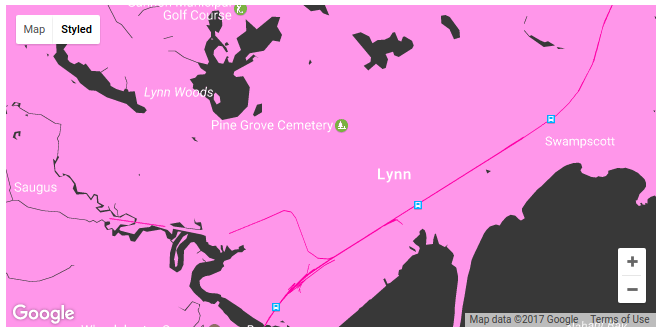 Map
Styled
Golf Course
Lynn Woods
Pine Grove Cemetery
Swampscott
Lynn
Saugus
+
−
Google
Map data ©2017 Google
Terms of Use